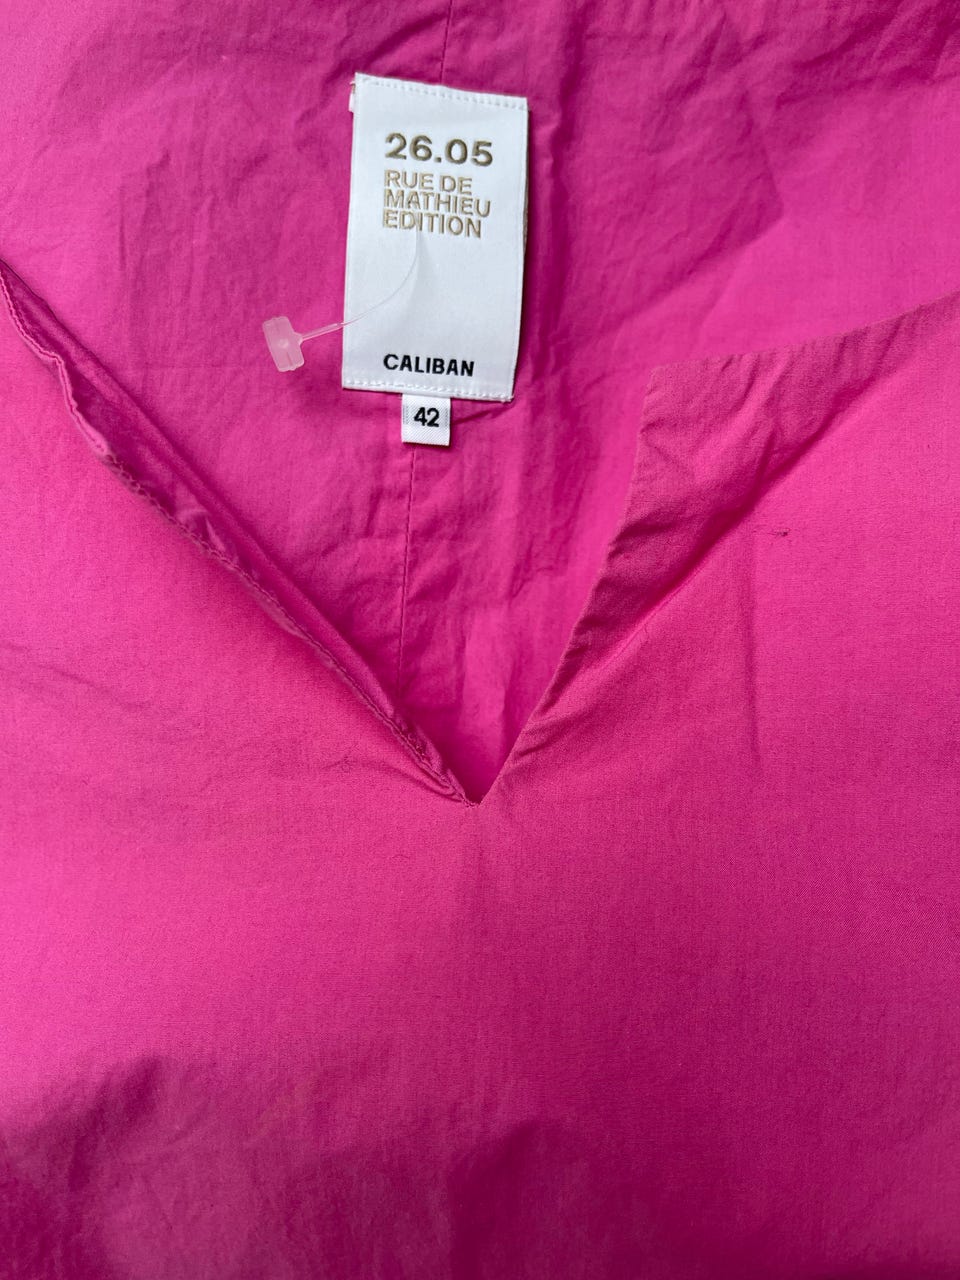 26.05
RUE DE
MATHIEU
EDITION
CALIBAN
42